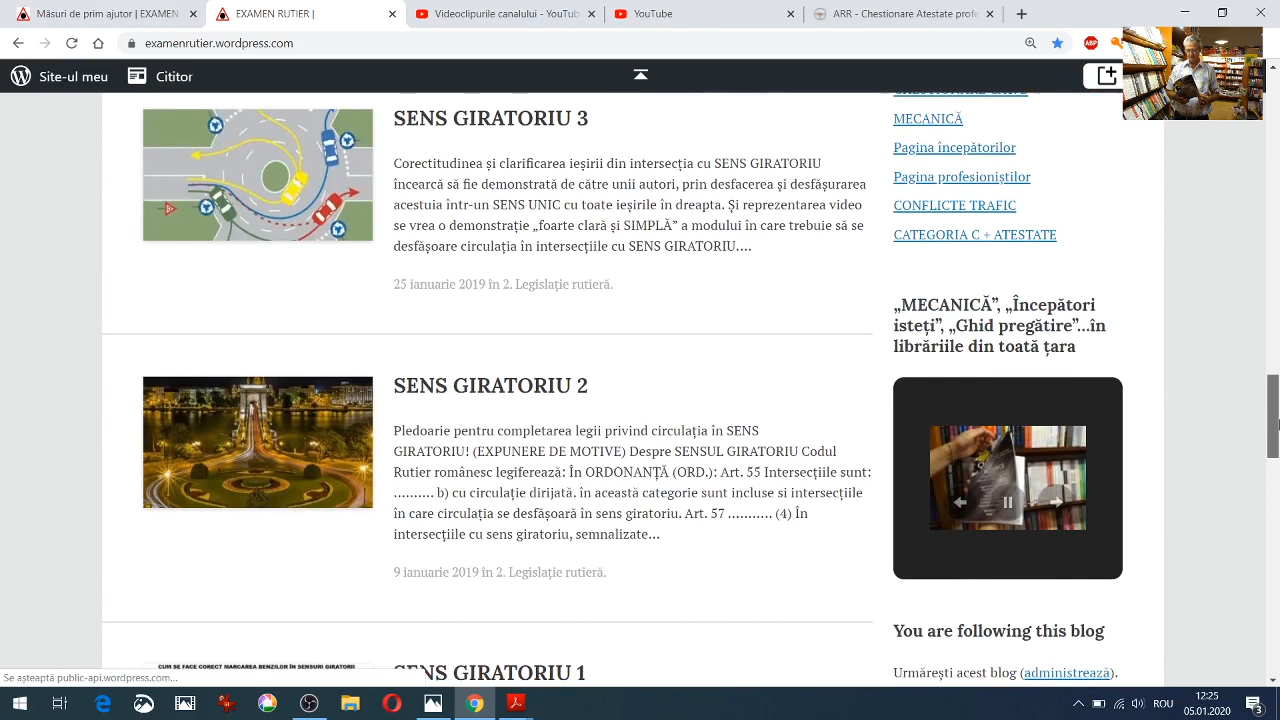 MAȘINI AUTOMATE |
EXAMEN RUTIER |
Videoclipurile tale - YouTub
YouTube
ARR - Gestionare
Testare profesio
examenrutier.wordpress.com
ABP
Site-ul meu
Cititor
SENS GIRATORIU 3
Corectitudinea și clarificarea ieșirii din intersecția cu SENS GIRATORIU
încearcă să fie demonstrată de către unii autori, prin desfacerea și desfășurarea
acestuia într-un SENS UNIC cu toate ieșirile în dreapta. Și reprezentarea video
se vrea o demonstrație „foarte clară și SIMPLĂ” a modului în care trebuie să se
desfășoare circulația în intersecțiile cu SENS GIRATORIU.…
25 ianuarie 2019 în 2. Legislație rutieră.
SENS GIRATORIU 2
Pledoarie pentru completarea legii privind circulația în SENS
GIRATORIU! (EXPUNERE DE MOTIVE) Despre SENSUL GIRATORIU Codul
Rutier românesc legiferează: În ORDONANȚĂ (ORD.): Art. 55 Intersecțiile sunt:
………. b) cu circulație dirijată. în această categorie sunt incluse si intersecțiile
în care circulația se desfășoară în sens giratoriu. Art. 57 ……….. (4) În
intersecțiile cu sens giratoriu, semnalizate…
9 ianuarie 2019 în 2. Legislație rutieră.
CUM SE FACE CORECT MARCAREA BENZILOR ÎN SENSURI GIRATORII
SENS GIRATORIU 1
MECANICĂ
Pagina începătorilor
Pagina profesioniștilor
CONFLICTE TRAFIC
CATEGORIA C + ATESTATE
„MECANICĂ”, „Începători
isteți”, „Ghid pregătire”…în
librăriile din toată țara
You are following this blog
Urmărești acest blog (administrează).
Se așteaptă public-api.wordpress.com...
ROU
12:25
05.01.2020